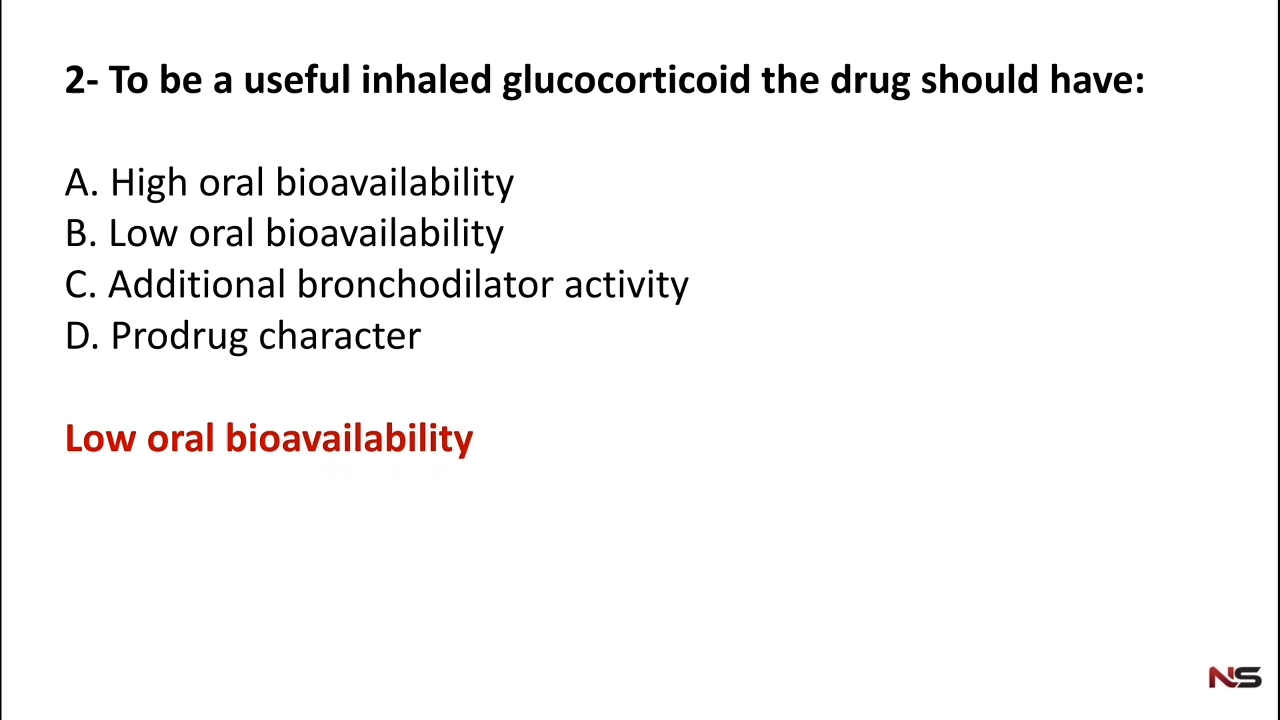 2- To be a useful inhaled glucocorticoid the drug should have:
A. High oral bioavailability
B. Low oral bioavailability
C. Additional bronchodilator activity
D. Prodrug character
Low oral bioavailability
NS